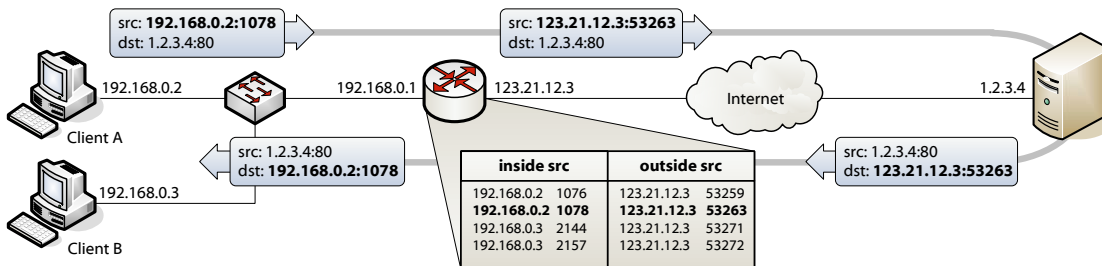 src: 192.168.0.2:1078
dst: 1.2.3.4:80
src: 123.21.12.3:53263
dst: 1.2.3.4:80
192.168.0.2
192.168.0.1
123.21.12.3
Internet
1.2.3.4
Client A
src: 1.2.3.4:80
dst: 192.168.0.2:1078
src: 1.2.3.4:80
dst: 123.21.12.3:53263
192.168.0.3
Client B
inside src outside src
192.168.0.2 1076 123.21.12.3 53259
192.168.0.2 1078 123.21.12.3 53263
192.168.0.3 2144 123.21.12.3 53271
192.168.0.3 2157 123.21.12.3 53272